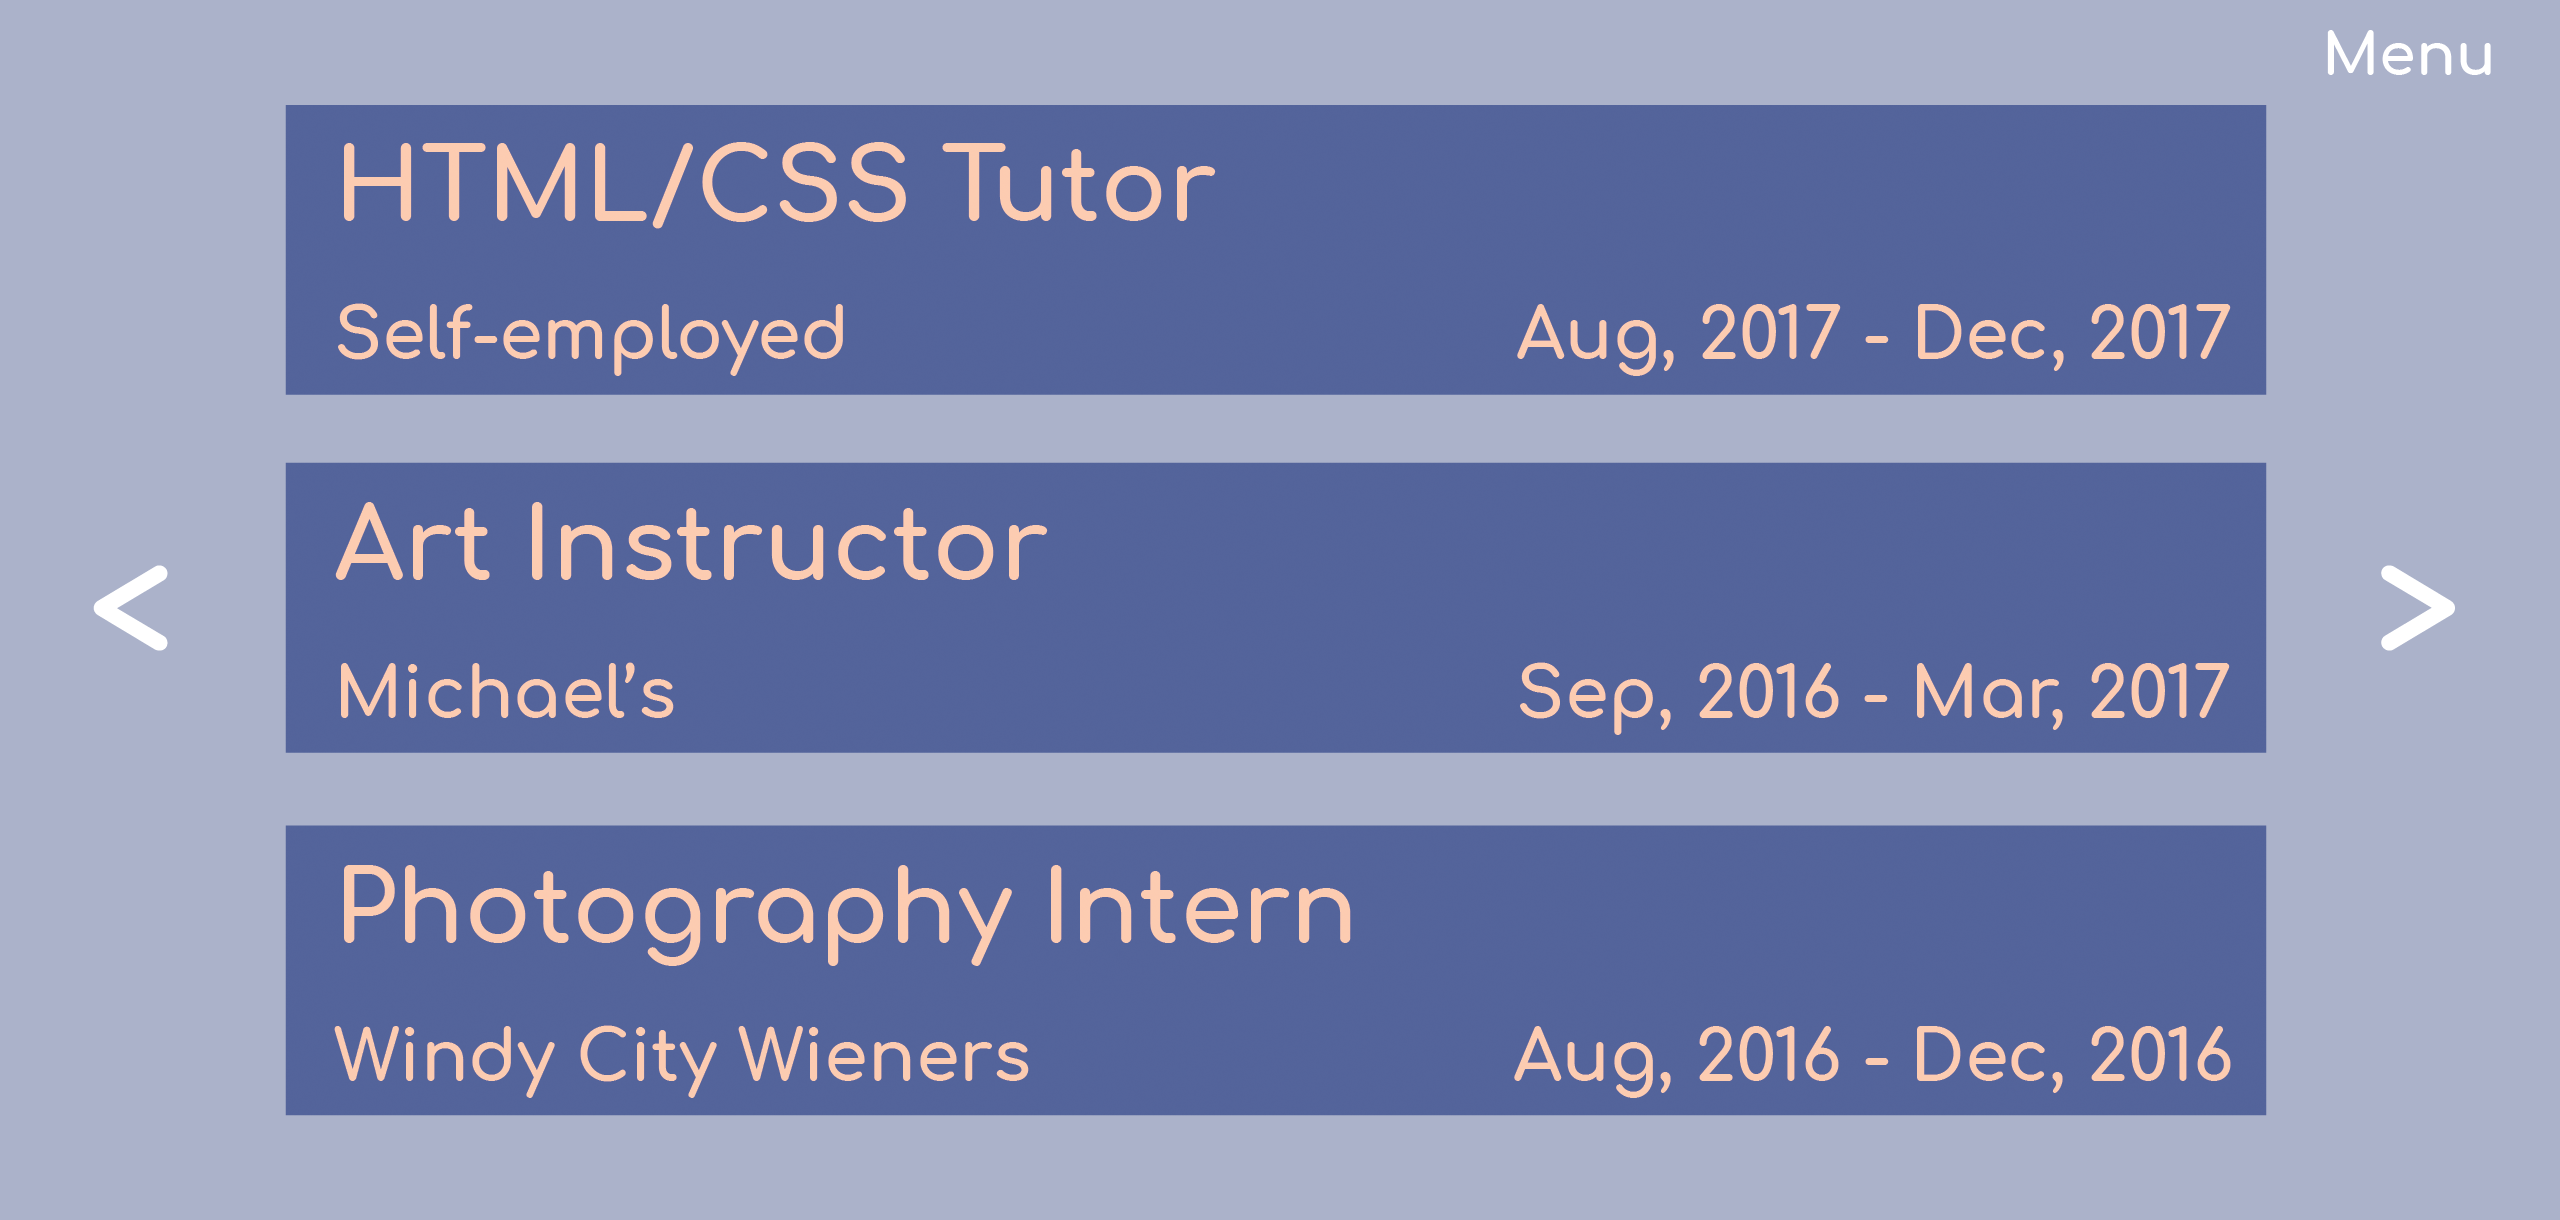 Menu
HTML/CSS Tutor
Self-employed
Aug, 2017 - Dec, 2017
Art Instructor
Michael’s
Sep, 2016 - Mar, 2017
<
>
Photography Intern
Windy City Wieners
Aug, 2016 - Dec, 2016